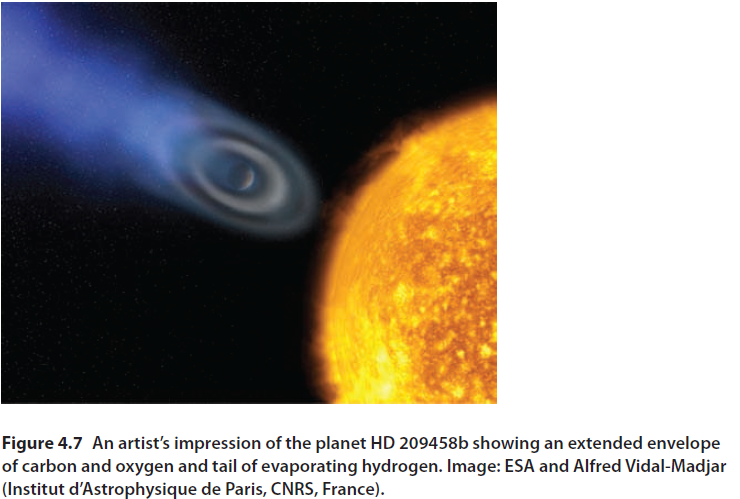 Figure 4.7 An artist’s impression of the planet HD 209458b showing an extended envelope
of carbon and oxygen and tail of evaporating hydrogen. Image: ESA and Alfred Vidal-Madjar
(Institut d’Astrophysique de Paris, CNRS, France).